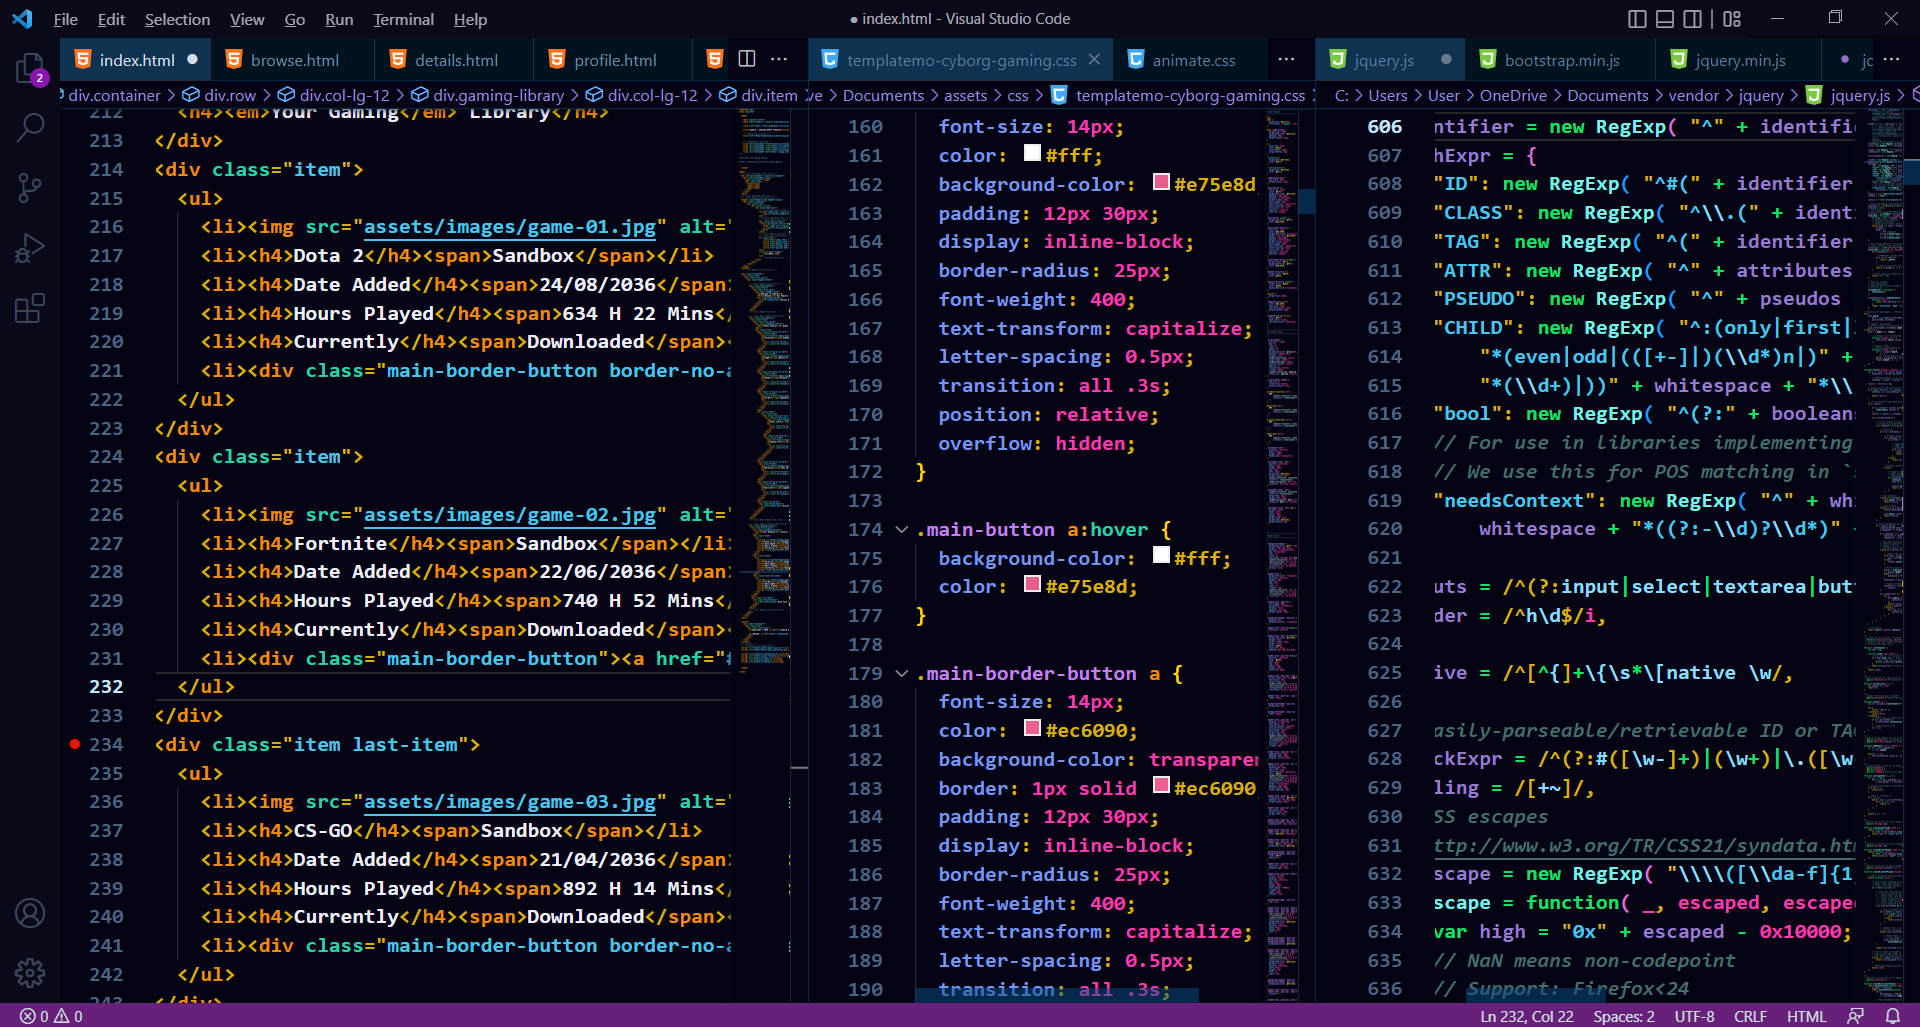 File Edit Selection View Go Run Terminal Help
● index.html - Visual Studio Code
2
index.html
browse.html
details.html
profile.html
templatemo-cyborg-gaming.css
animate.css
jquery.js
bootstrap.min.js
jquery.min.js
div.container > div.row > div.col-lg-12 > div.gaming-library > div.col-lg-12 > div.item
Documents > assets > css > templatemo-cyborg-gaming.css
C: > Users > User > OneDrive > Documents > vendor > jquery > jquery.js >
212 <h4><em>Your Gaming</em> Library</h4>
213 </div>
214 <div class="item">
215 <ul>
216 <li><img src="assets/images/game-01.jpg" alt="
217 <li><h4>Dota 2</h4><span>Sandbox</span></li>
218 <li><h4>Date Added</h4><span>24/08/2036</span>
219 <li><h4>Hours Played</h4><span>634 H 22 Mins</
220 <li><h4>Currently</h4><span>Downloaded</span><
221 <li><div class="main-border-button border-no-a
222 </ul>
223 </div>
224 <div class="item">
225 <ul>
226 <li><img src="assets/images/game-02.jpg" alt="
227 <li><h4>Fortnite</h4><span>Sandbox</span></li>
228 <li><h4>Date Added</h4><span>22/06/2036</span>
229 <li><h4>Hours Played</h4><span>740 H 52 Mins</
230 <li><h4>Currently</h4><span>Downloaded</span><
231 <li><div class="main-border-button"><a href="#
232 </ul>
233 </div>
234 <div class="item last-item">
235 <ul>
236 <li><img src="assets/images/game-03.jpg" alt="
237 <li><h4>CS-GO</h4><span>Sandbox</span></li>
238 <li><h4>Date Added</h4><span>21/04/2036</span>
239 <li><h4>Hours Played</h4><span>892 H 14 Mins</
240 <li><h4>Currently</h4><span>Downloaded</span><
241 <li><div class="main-border-button border-no-a
242 </ul>
243 </div>
160 font-size: 14px;
161 color: #fff;
162 background-color: #e75e8d
163 padding: 12px 30px;
164 display: inline-block;
165 border-radius: 25px;
166 font-weight: 400;
167 text-transform: capitalize;
168 letter-spacing: 0.5px;
169 transition: all .3s;
170 position: relative;
171 overflow: hidden;
172 }
173
174 .main-button a:hover {
175 background-color: #fff;
176 color: #e75e8d;
177 }
178
179 .main-border-button a {
180 font-size: 14px;
181 color: #ec6090;
182 background-color: transparen
183 border: 1px solid #ec6090
184 padding: 12px 30px;
185 display: inline-block;
186 border-radius: 25px;
187 font-weight: 400;
188 text-transform: capitalize;
189 letter-spacing: 0.5px;
190 transition: all .3s;
606 ntifier = new RegExp( "^" + identifi
607 hExpr = {
608 "ID": new RegExp( "^#(" + identifier
609 "CLASS": new RegExp( "^\\.(" + ident
610 "TAG": new RegExp( "^(" + identifier
611 "ATTR": new RegExp( "^" + attributes
612 "PSEUDO": new RegExp( "^" + pseudos
613 "CHILD": new RegExp( "^:(only|first|
614 "*(even|odd|(([+-]|)(\\d*)n|)" +
615 "*(\\d+)|))" + whitespace + "*\\
616 "bool": new RegExp( "^(?:" + boolean
617 // For use in libraries implementing
618 // We use this for POS matching in `
619 "needsContext": new RegExp( "^" + wh
620 whitespace + "*((?:-\\d)?\\d*)" +
621
622 uts = /^(?:input|select|textarea|but
623 der = /^h\d$/i,
624
625 ive = /^[^{]+\{\s*\[native \w/,
626
627 asily-parseable/retrievable ID or TA
628 ckExpr = /^(?:#([\w-]+)|(\w+)|\.([\w
629 ling = /[+~]/,
630 SS escapes
631 ttp://www.w3.org/TR/CSS21/syndata.ht
632 scape = new RegExp( "\\\\([\\da-f]{1
633 scape = function( _, escaped, escape
634 var high = "0x" + escaped - 0x10000;
635 // NaN means non-codepoint
636 // Support: Firefox<24
0 0
Ln 232, Col 22 Spaces: 2 UTF-8 CRLF HTML